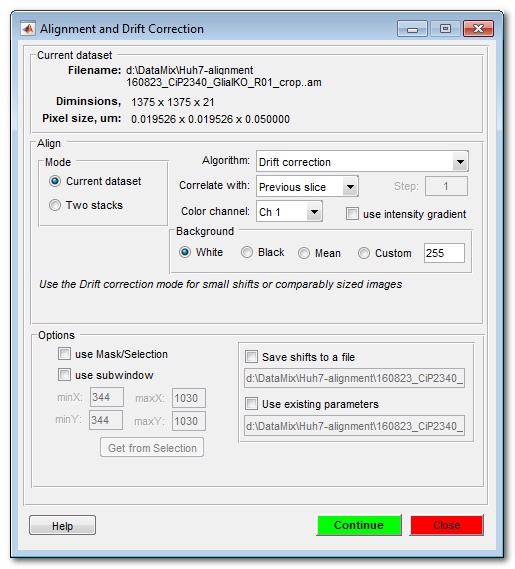 Alignment and Drift Correction
Current dataset
Filename: d:\DataMix\Huh7-alignment
160823_CiP2340_GlialKO_R01_crop..am
Diminsions, 1375 x 1375 x 21
Pixel size, um: 0.019526 x 0.019526 x 0.050000
Align
Mode
Current dataset
Two stacks
Algorithm: Drift correction
Correlate with: Previous slice Step: 1
Color channel: Ch 1 use intensity gradient
Background
White Black Mean Custom 255
Use the Drift correction mode for small shifts or comparably sized images
Options
use Mask/Selection
use subwindow
minX: 344 maxX: 1030
minY: 344 maxY: 1030
Get from Selection
Save shifts to a file
d:\DataMix\Huh7-alignment\160823_CiP2340_
Use existing parameters
d:\DataMix\Huh7-alignment\160823_CiP2340_
Help Continue Close